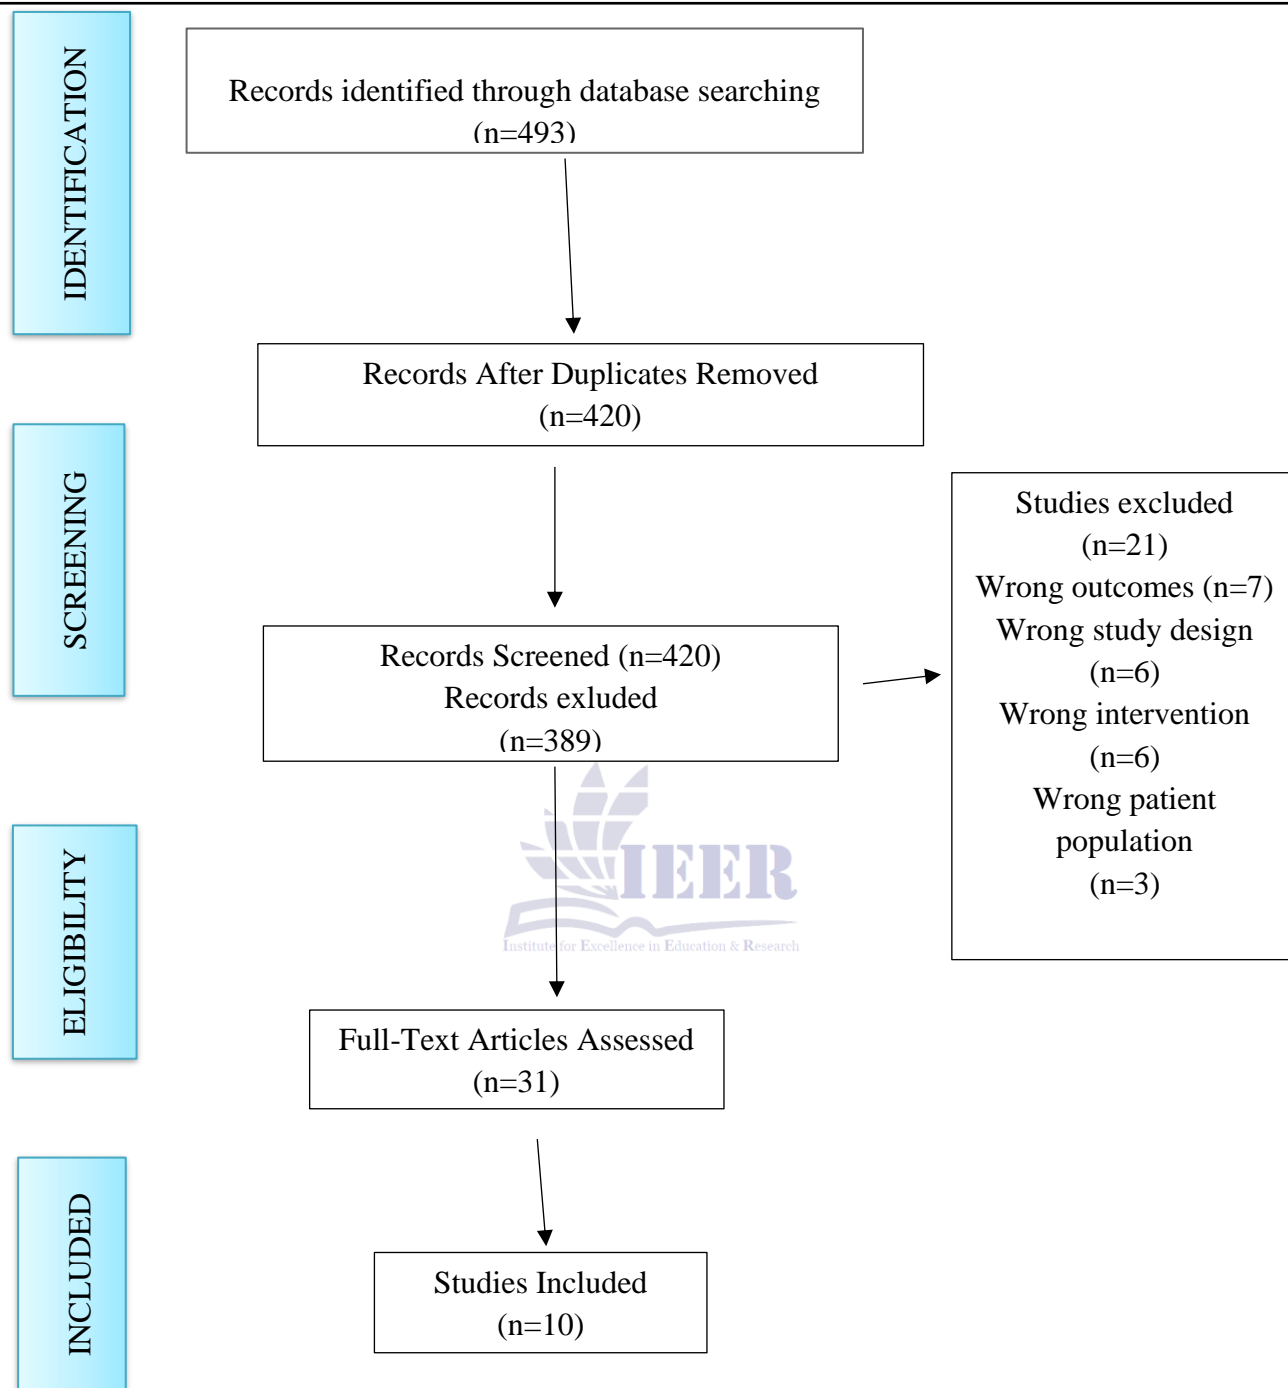 IDENTIFICATION
Records identified through database searching
(n=493)
Records After Duplicates Removed
(n=420)
SCREENING
Records Screened (n=420)
Records exluded
(n=389)
Studies excluded
(n=21)
Wrong outcomes (n=7)
Wrong study design
(n=6)
Wrong intervention
(n=6)
Wrong patient
population
(n=3)
IEER
Institute for Excellence in Education & Research
ELIGIBILITY
Full-Text Articles Assessed
(n=31)
INCLUDED
Studies Included
(n=10)